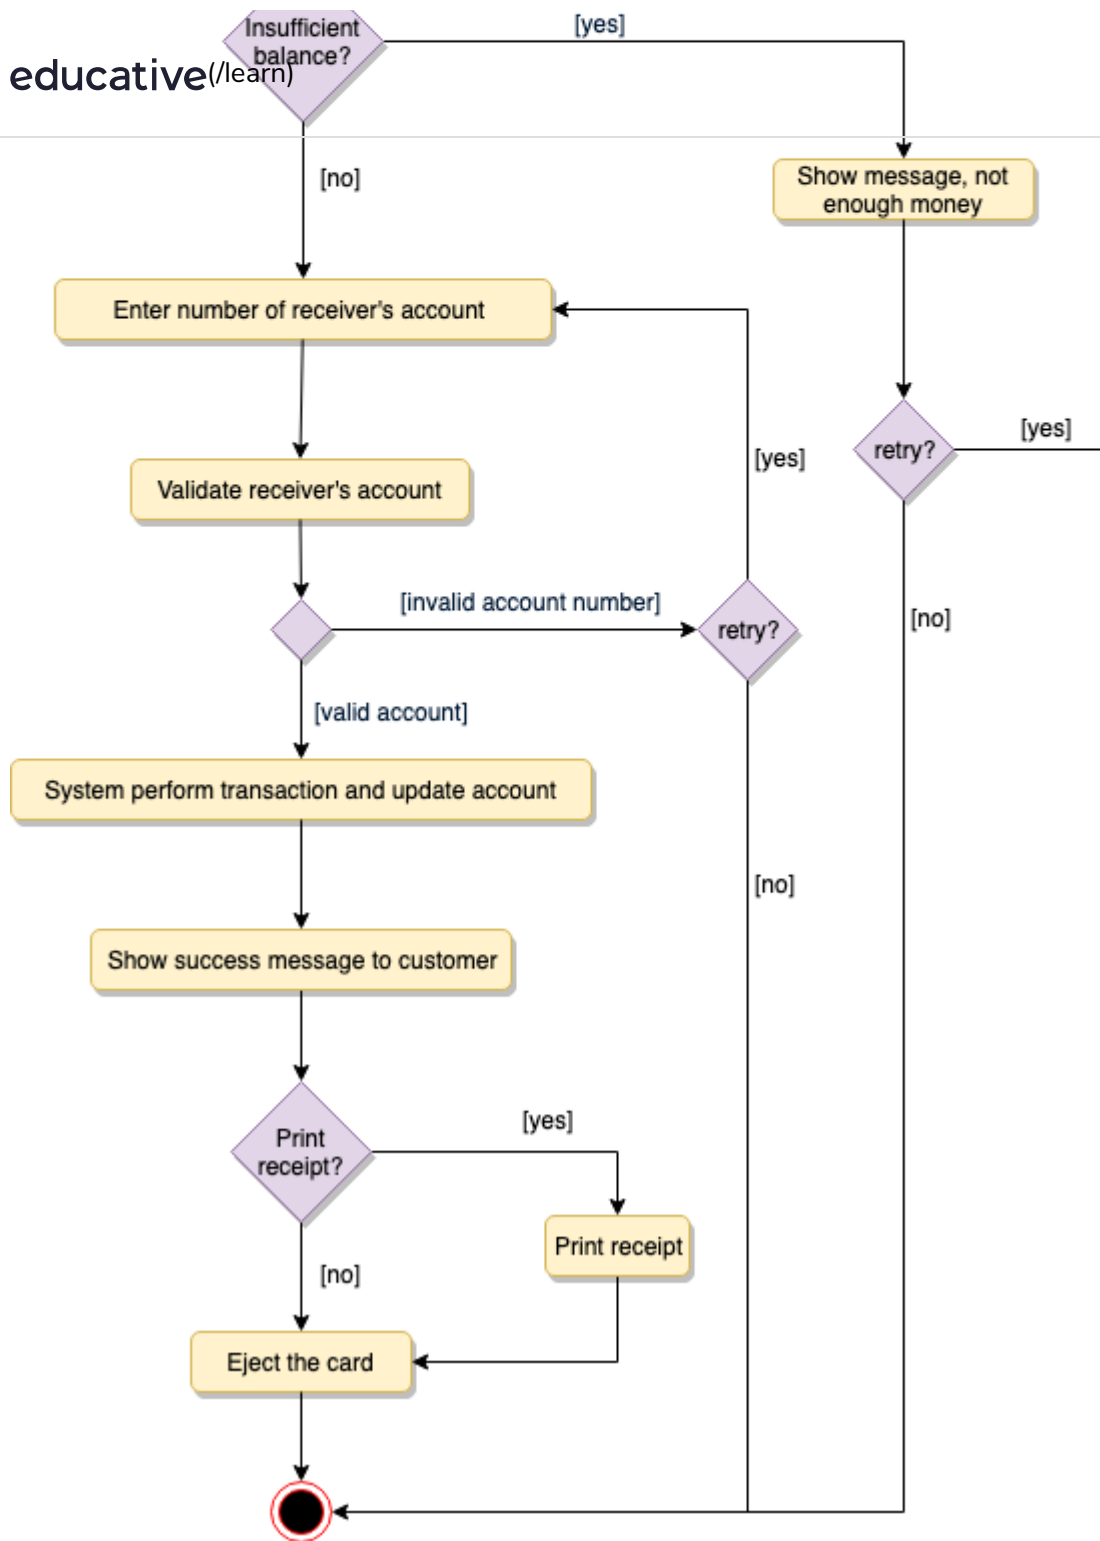 [yes]
Insufficient
balance?
educative(/learn)
[no]
Show message, not
enough money
Enter number of receiver's account
[yes]
retry?
[yes]
Validate receiver's account
[invalid account number]
retry?
[no]
[valid account]
System perform transaction and update account
[no]
Show success message to customer
[yes]
Print
receipt?
Print receipt
[no]
Eject the card